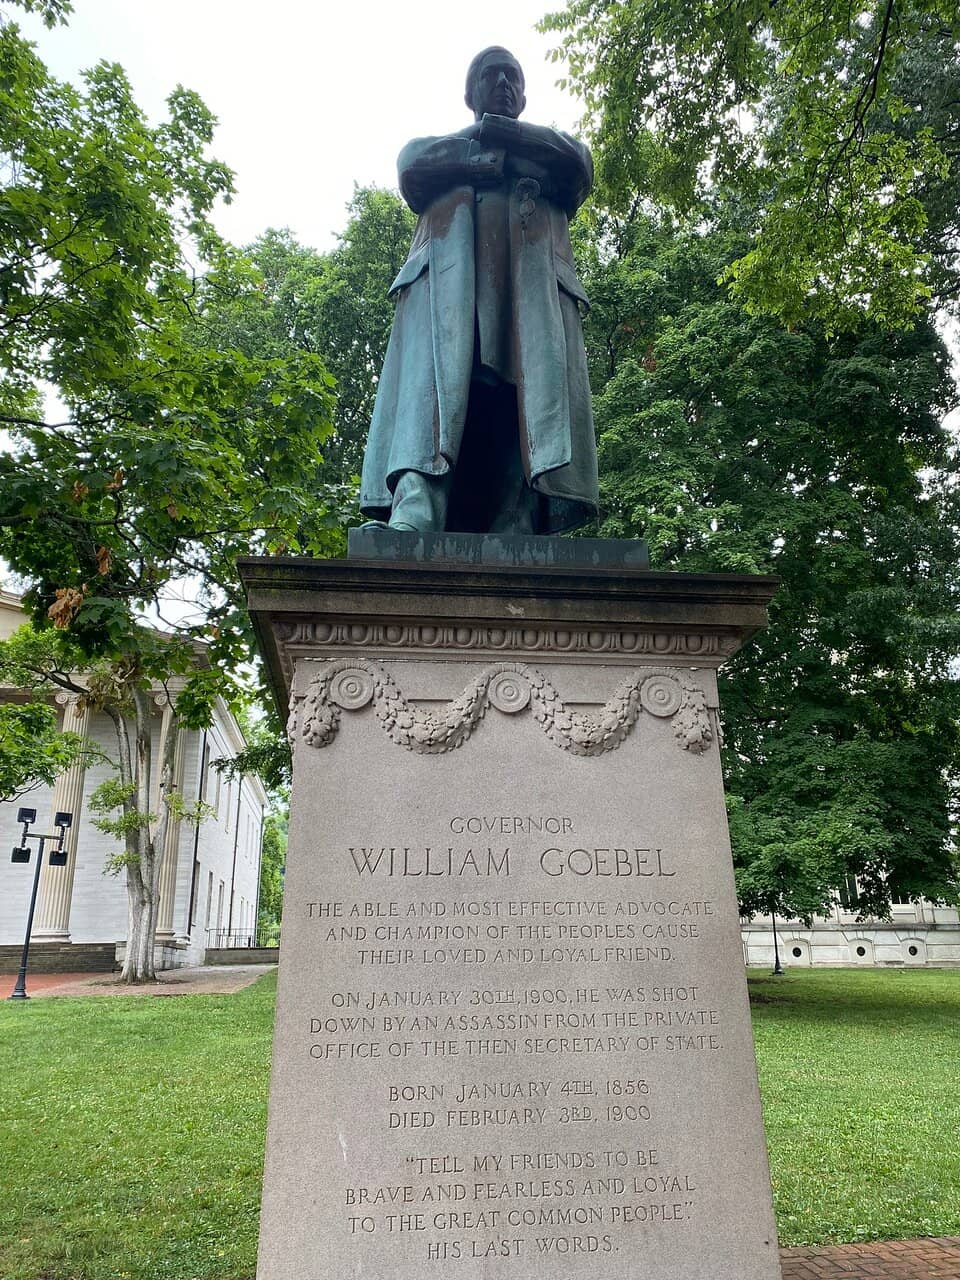 GOVERNOR
WILLIAM GOEBEL
THE ABLE AND MOST EFFECTIVE ADVOCATE
AND CHAMPION OF THE PEOPLES CAUSE
THEIR LOVED AND LOYAL FRIEND.
ON JANUARY 30TH, 1900, HE WAS SHOT
DOWN BY AN ASSASSIN FROM THE PRIVATE
OFFICE OF THE THEN SECRETARY OF STATE.
BORN JANUARY 4TH, 1856
DIED FEBRUARY 3RD, 1900
"TELL MY FRIENDS TO BE
BRAVE AND FEARLESS AND LOYAL
TO THE GREAT COMMON PEOPLE".
HIS LAST WORDS.